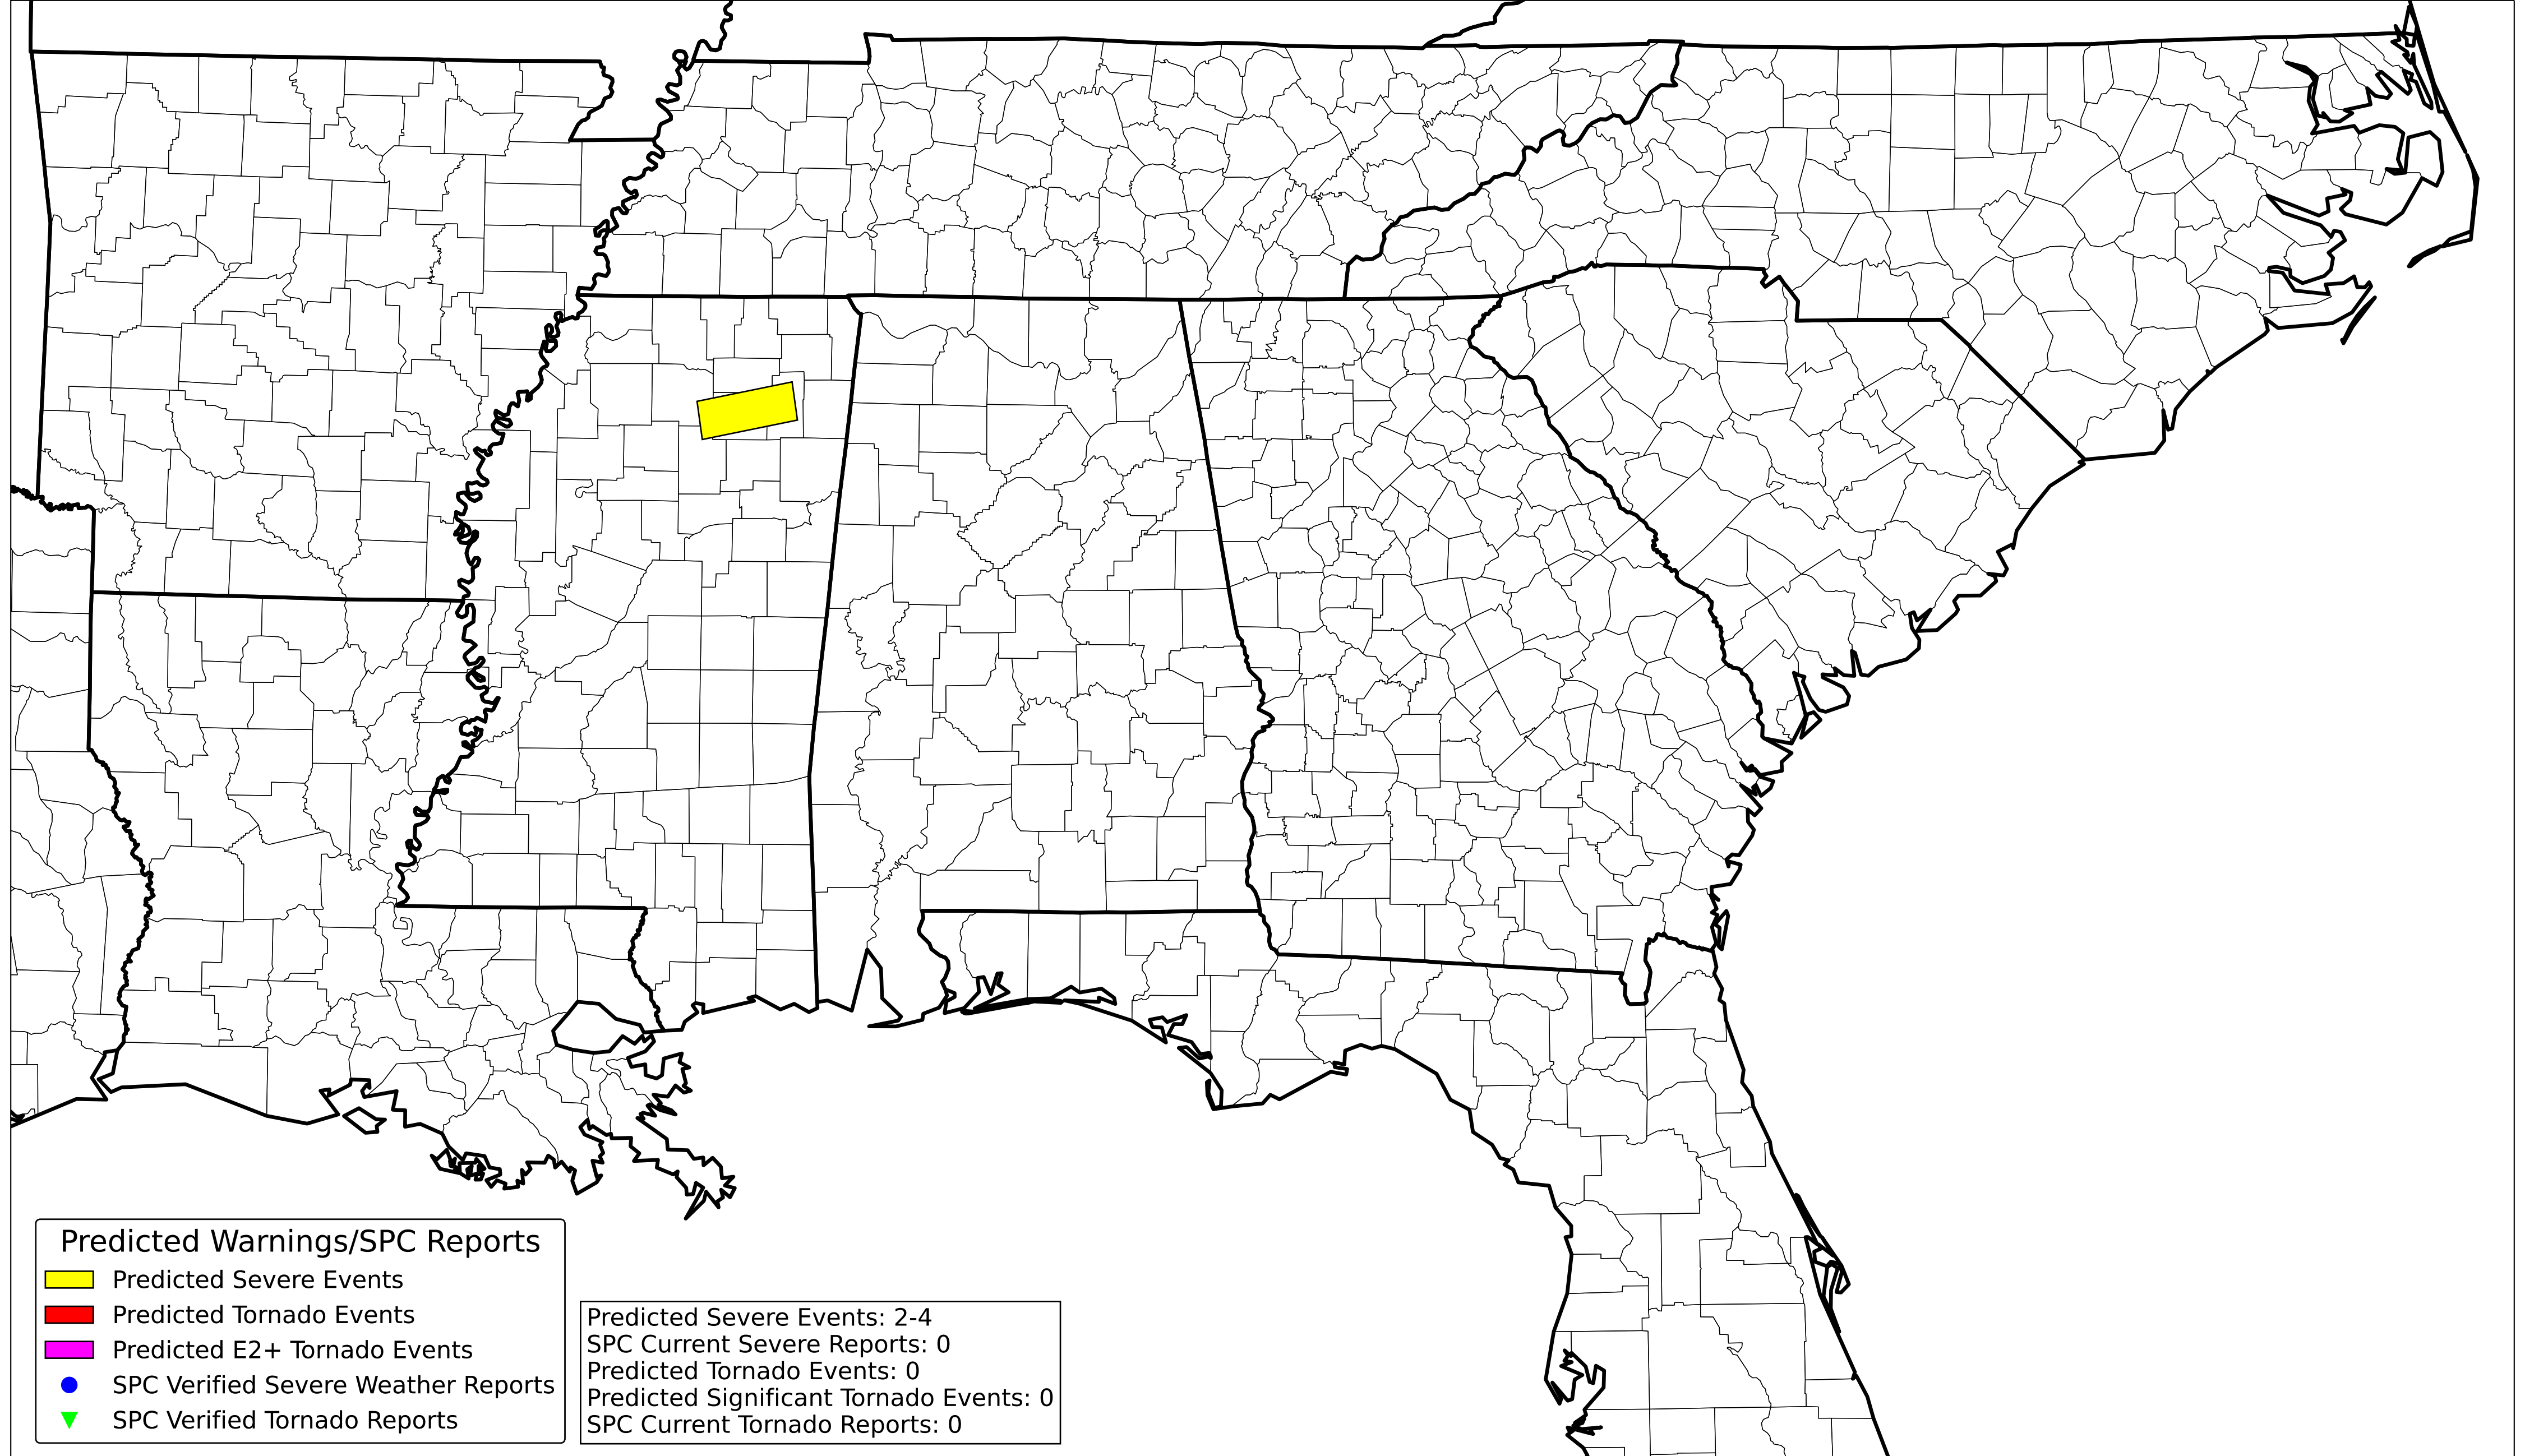 Predicted Warnings/SPC Reports
Predicted Severe Events
Predicted Tornado Events
Predicted E2+ Tornado Events
SPC Verified Severe Weather Reports
SPC Verified Tornado Reports
Predicted Severe Events: 2-4
SPC Current Severe Reports: 0
Predicted Tornado Events: 0
Predicted Significant Tornado Events: 0
SPC Current Tornado Reports: 0